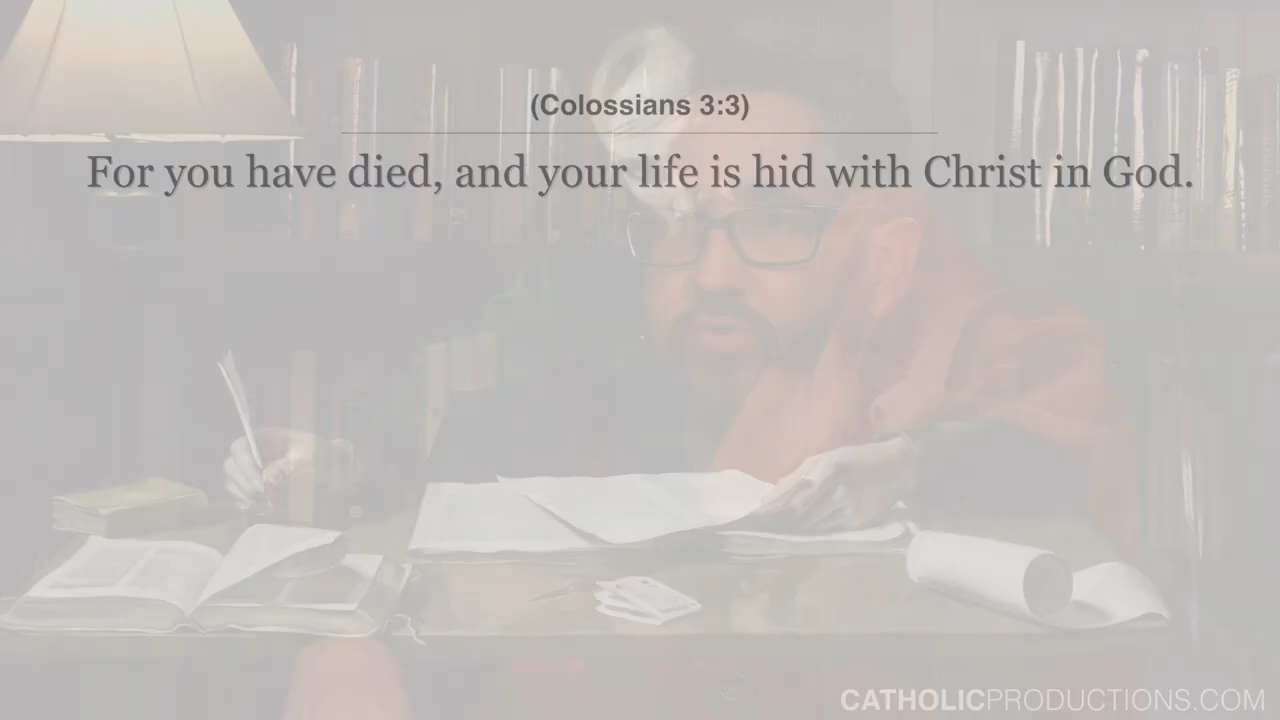 (Colossians 3:3)
For you have died, and your life is hid with Christ in God.
CATHOLICPRODUCTIONS.COM